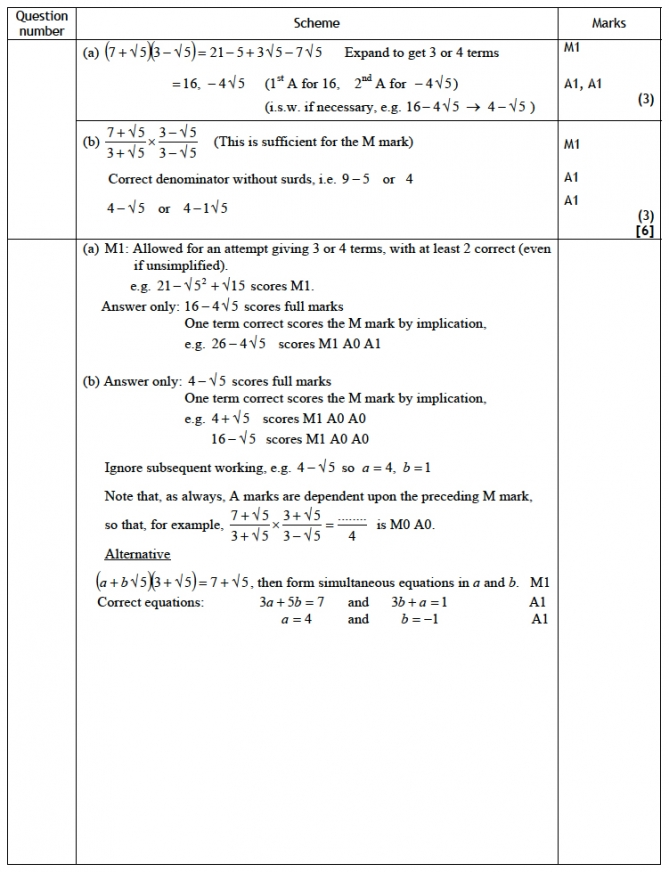 Question number Scheme Marks
(a) (7 + √5)(3 − √5) = 21 − 5 + 3√5 − 7√5 Expand to get 3 or 4 terms M1
= 16, − 4√5 (1st A for 16, 2nd A for − 4√5) A1, A1
(i.s.w. if necessary, e.g. 16 − 4√5 → 4 − √5 ) (3)
(b) (7 + √5)/(3 + √5) × (3 − √5)/(3 − √5) (This is sufficient for the M mark) M1
Correct denominator without surds, i.e. 9 − 5 or 4 A1
4 − √5 or 4 − 1√5 A1
(3)
[6]
(a) M1: Allowed for an attempt giving 3 or 4 terms, with at least 2 correct (even
if unsimplified).
e.g. 21 − √5² + √15 scores M1.
Answer only: 16 − 4√5 scores full marks
One term correct scores the M mark by implication,
e.g. 26 − 4√5 scores M1 A0 A1
(b) Answer only: 4 − √5 scores full marks
One term correct scores the M mark by implication,
e.g. 4 + √5 scores M1 A0 A0
16 − √5 scores M1 A0 A0
Ignore subsequent working, e.g. 4 − √5 so a = 4, b = 1
Note that, as always, A marks are dependent upon the preceding M mark,
so that, for example, (7 + √5)/(3 + √5) × (3 + √5)/(3 − √5) = ......../4 is M0 A0.
Alternative
(a + b√5)(3 + √5) = 7 + √5, then form simultaneous equations in a and b. M1
Correct equations: 3a + 5b = 7 and 3b + a = 1 A1
a = 4 and b = −1 A1